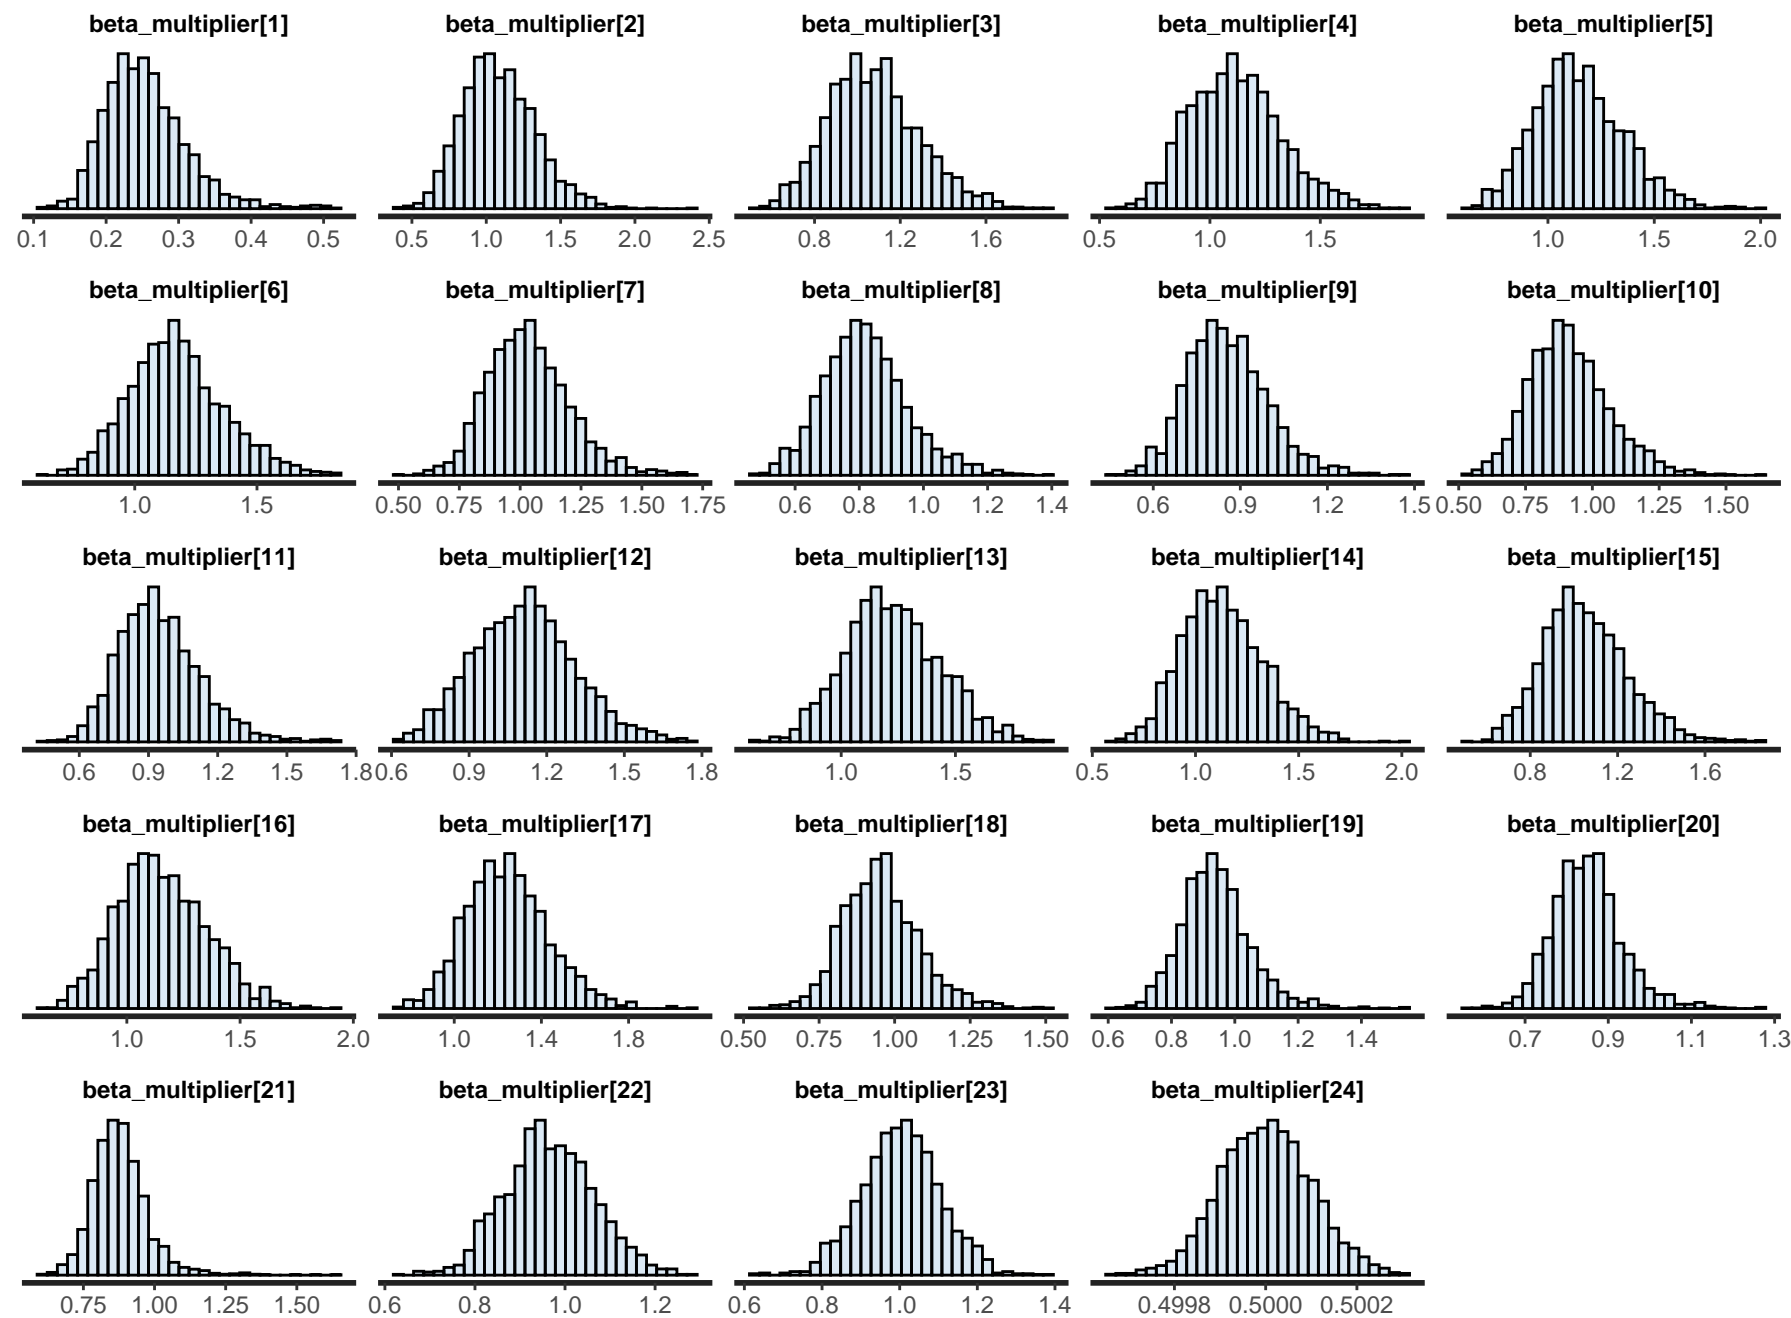 beta_multiplier[1] beta_multiplier[2] beta_multiplier[3] beta_multiplier[4] beta_multiplier[5]
0.1 0.2 0.3 0.4 0.5 0.5 1.0 1.5 2.0 2.5 0.8 1.2 1.6 0.5 1.0 1.5 1.0 1.5 2.0
beta_multiplier[6] beta_multiplier[7] beta_multiplier[8] beta_multiplier[9] beta_multiplier[10]
1.0 1.5 0.50 0.75 1.00 1.25 1.50 1.75 0.6 0.8 1.0 1.2 1.4 0.6 0.9 1.2 1.5 0.50 0.75 1.00 1.25 1.50
beta_multiplier[11] beta_multiplier[12] beta_multiplier[13] beta_multiplier[14] beta_multiplier[15]
0.6 0.9 1.2 1.5 1.8 0.6 0.9 1.2 1.5 1.8 1.0 1.5 0.5 1.0 1.5 2.0 0.8 1.2 1.6
beta_multiplier[16] beta_multiplier[17] beta_multiplier[18] beta_multiplier[19] beta_multiplier[20]
1.0 1.5 2.0 1.0 1.4 1.8 0.50 0.75 1.00 1.25 1.50 0.6 0.8 1.0 1.2 1.4 0.7 0.9 1.1 1.3
beta_multiplier[21] beta_multiplier[22] beta_multiplier[23] beta_multiplier[24]
0.75 1.00 1.25 1.50 0.6 0.8 1.0 1.2 0.6 0.8 1.0 1.2 1.4 0.4998 0.5000 0.5002